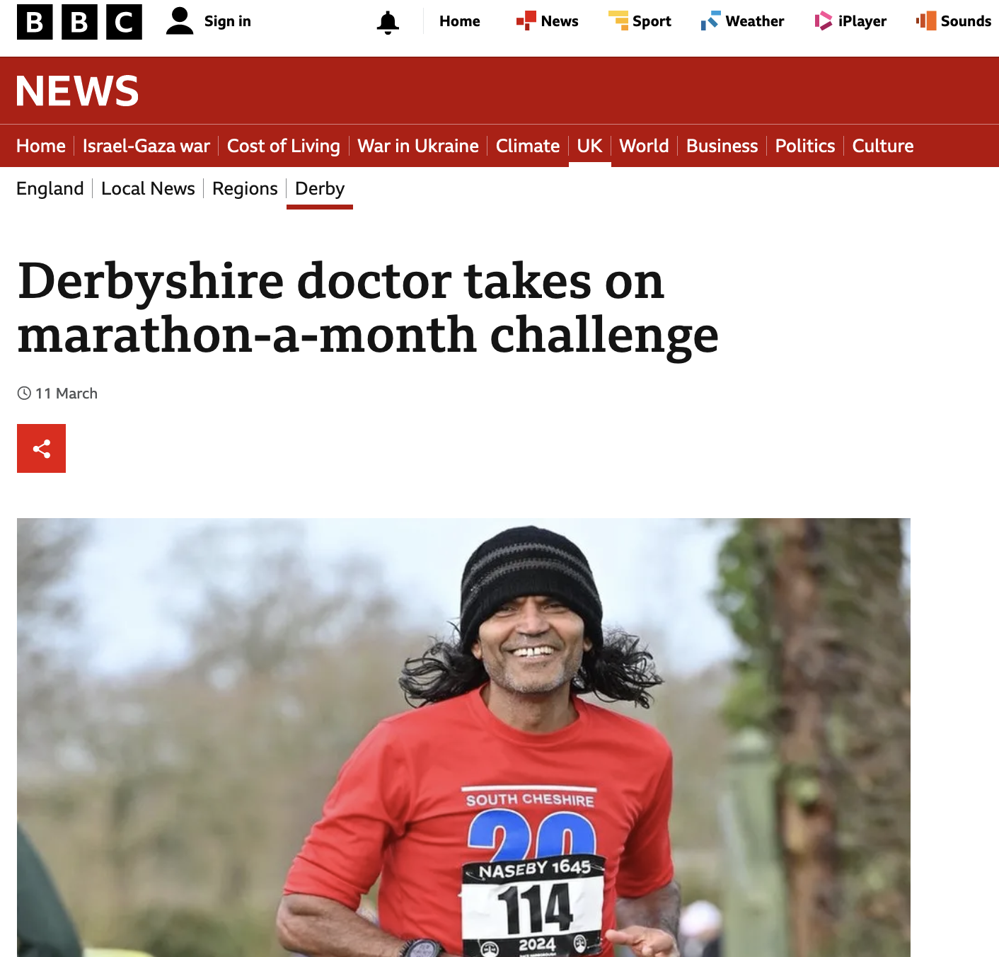 BBC Sign in Home News Sport Weather iPlayer Sounds
NEWS
Home Israel-Gaza war Cost of Living War in Ukraine Climate UK World Business Politics Culture
England Local News Regions Derby
Derbyshire doctor takes on
marathon-a-month challenge
11 March
SOUTH CHESHIRE
20
NASEBY 1645
114
2024